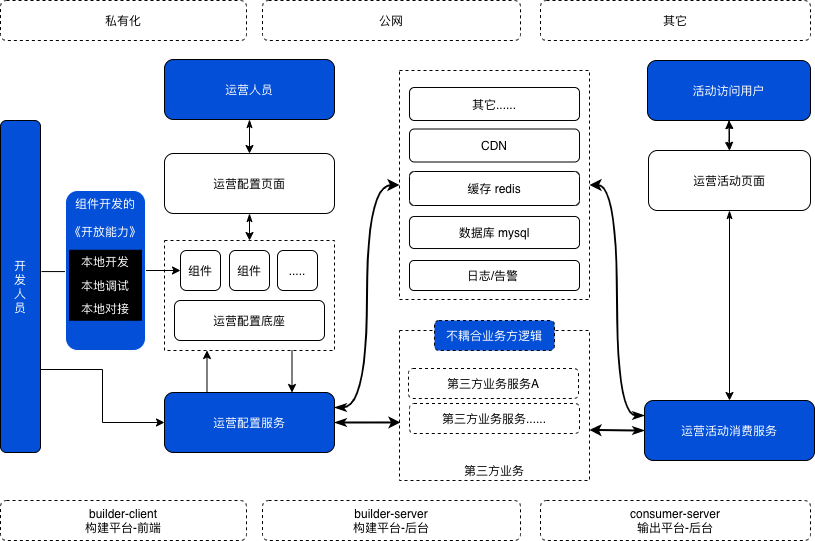 私有化
公网
其它
运营人员
运营配置页面
组件
组件
.....
运营配置底座
运营配置服务
开发人员
组件开发的
《开放能力》
本地开发
本地调试
本地对接
其它......
CDN
缓存 redis
数据库 mysql
日志/告警
不耦合业务方逻辑
第三方业务服务A
第三方业务服务......
第三方业务
活动访问用户
运营活动页面
运营活动消费服务
builder-client
构建平台-前端
builder-server
构建平台-后台
consumer-server
输出平台-后台